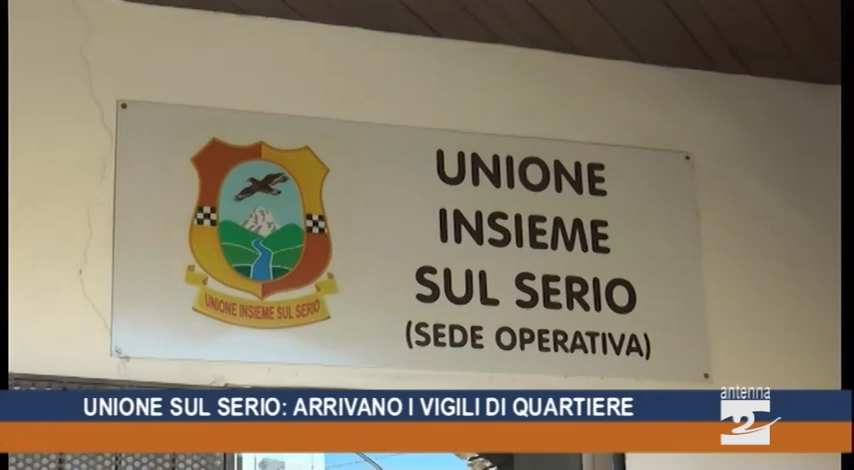 UNIONE
INSIEME
SUL SERIO
(SEDE OPERATIVA)
UNIONE INSIEME SUL SERIO
UNIONE SUL SERIO: ARRIVANO I VIGILI DI QUARTIERE
antenna
2